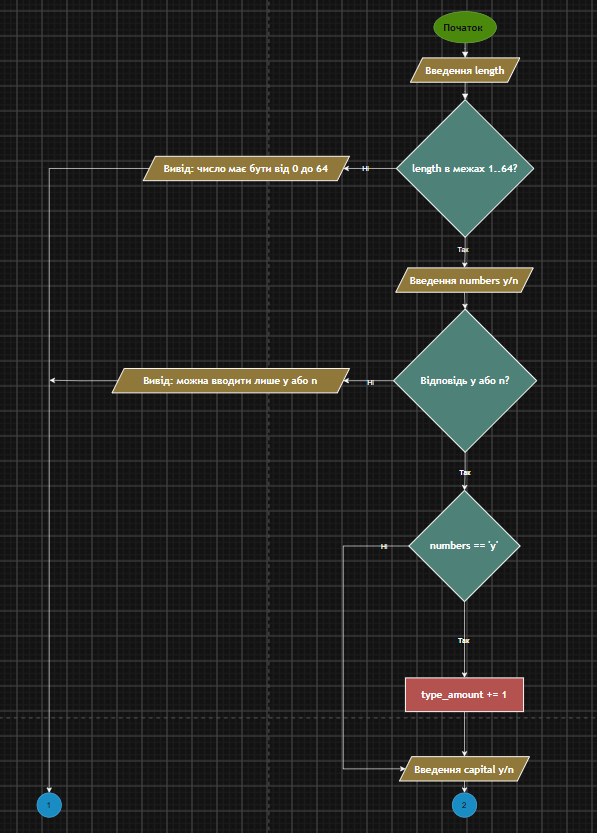 Початок
Введення length
length в межах 1..64?
Ні
Вивід: число має бути від 0 до 64
Так
Введення numbers y/n
Відповідь y або n?
Ні
Вивід: можна вводити лише y або n
Так
numbers == 'y'
Ні
Так
type_amount += 1
Введення capital y/n
1
2